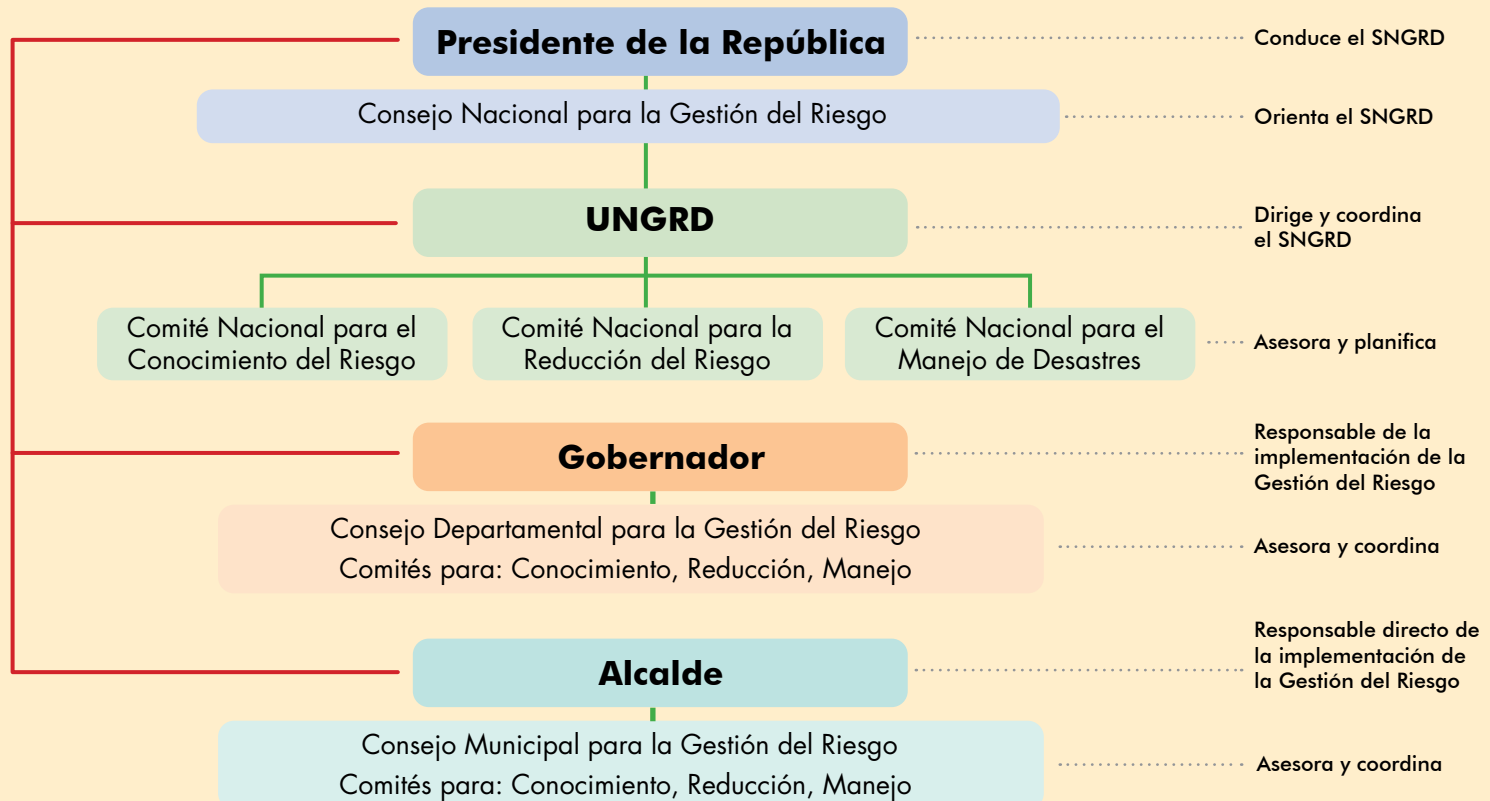 Presidente de la República
Conduce el SNGRD
Consejo Nacional para la Gestión del Riesgo
Orienta el SNGRD
UNGRD
Dirige y coordina
el SNGRD
Comité Nacional para el
Conocimiento del Riesgo
Comité Nacional para la
Reducción del Riesgo
Comité Nacional para el
Manejo de Desastres
Asesora y planifica
Gobernador
Responsable de la
implementación de la
Gestión del Riesgo
Consejo Departamental para la Gestión del Riesgo
Comités para: Conocimiento, Reducción, Manejo
Asesora y coordina
Alcalde
Responsable directo de
la implementación de
la Gestión del Riesgo
Consejo Municipal para la Gestión del Riesgo
Comités para: Conocimiento, Reducción, Manejo
Asesora y coordina